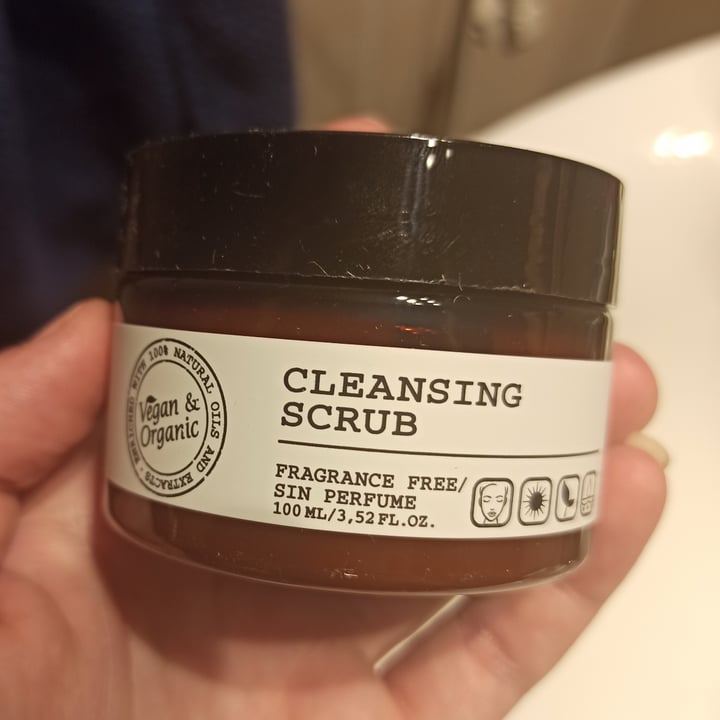 ENRICHED WITH 100% NATURAL OILS AND EXTRACTS
Vegan &
Organic
CLEANSING
SCRUB
FRAGRANCE FREE/
SIN PERFUME
100 ML/3,52 FL.OZ.